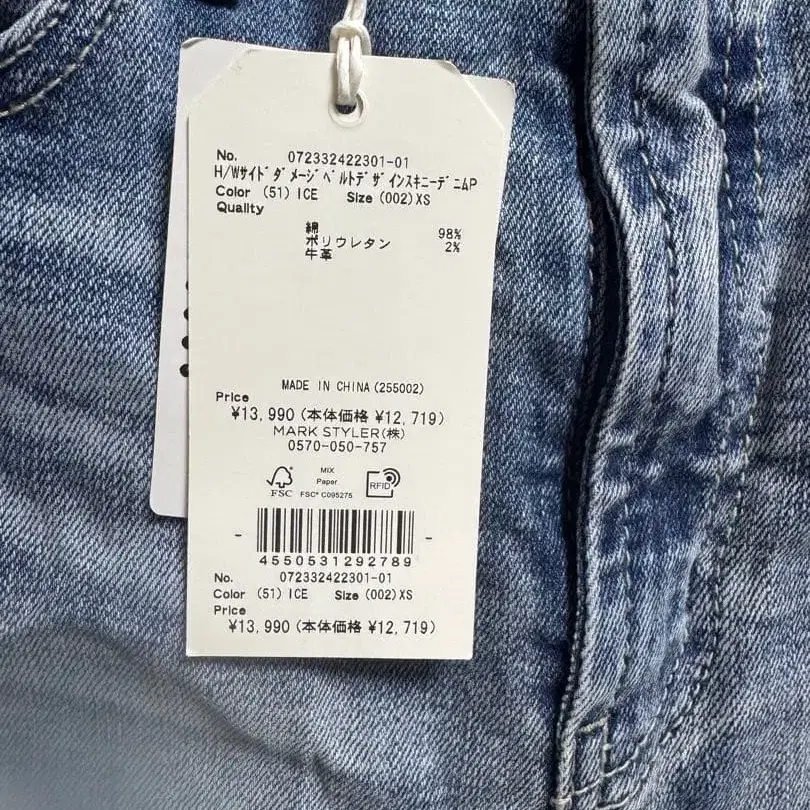 No. 072332422301-01
H/WｻｲﾄﾞﾀﾞﾒｰｼﾞﾍﾞﾙﾄﾃﾞｻﾞｲﾝｽｷﾆｰﾃﾞﾆﾑP
Color (51) ICE Size (002) XS
Quality
綿 98%
ポリウレタン 2%
牛革
MADE IN CHINA (255002)
Price
¥13,990 (本体価格 ¥12,719)
MARK STYLER(株)
0570-050-757
FSC
MIX
Paper
FSC® C095275
RFID
4550531292789
No. 072332422301-01
Color (51) ICE Size (002) XS
Price
¥13,990 (本体価格 ¥12,719)